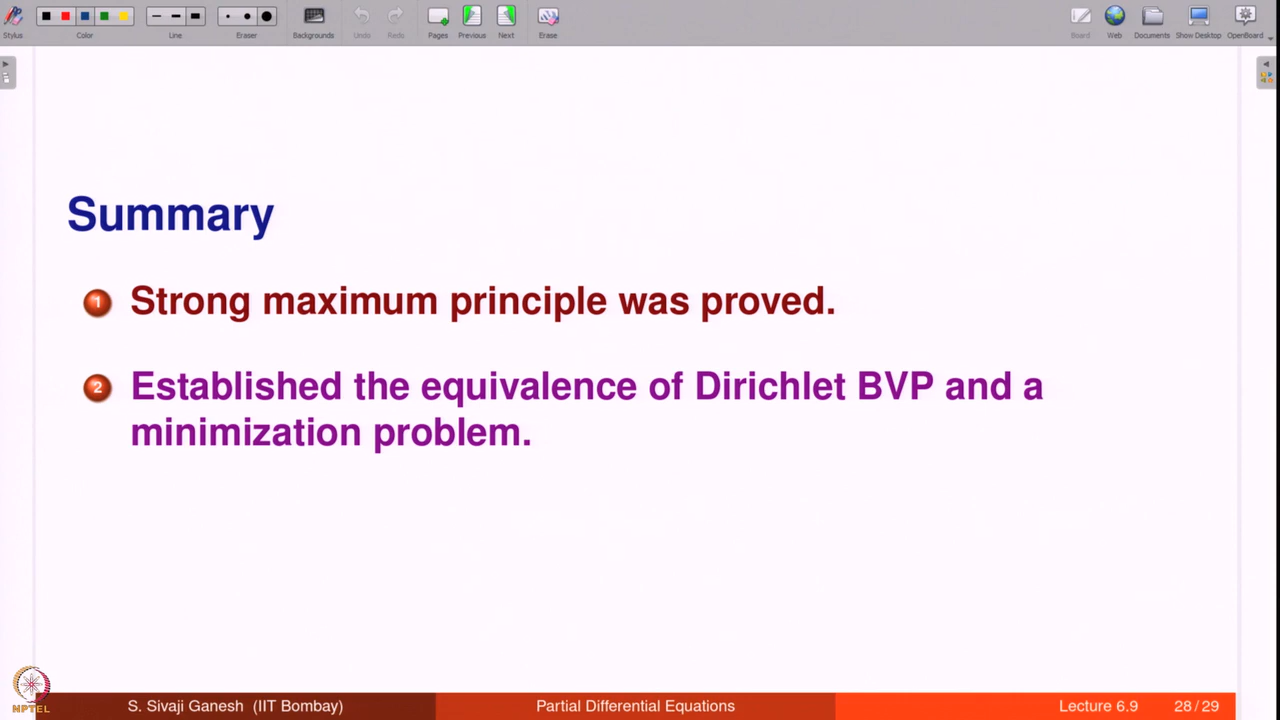 Stylus Color Line Eraser Backgrounds Undo Redo Pages Previous Next Erase Board Web Documents Show Desktop OpenBoard
Summary
1 Strong maximum principle was proved.
2 Established the equivalence of Dirichlet BVP and a
minimization problem.
NPTEL
S. Sivaji Ganesh (IIT Bombay) Partial Differential Equations Lecture 6.9 28/29